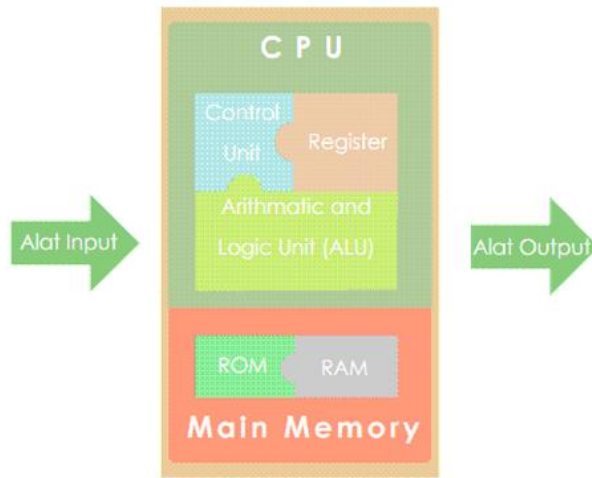 C P U
Control
Unit
Register
Arithmatic and
Logic Unit (ALU)
Alat Input
Alat Output
ROM
RAM
Main Memory